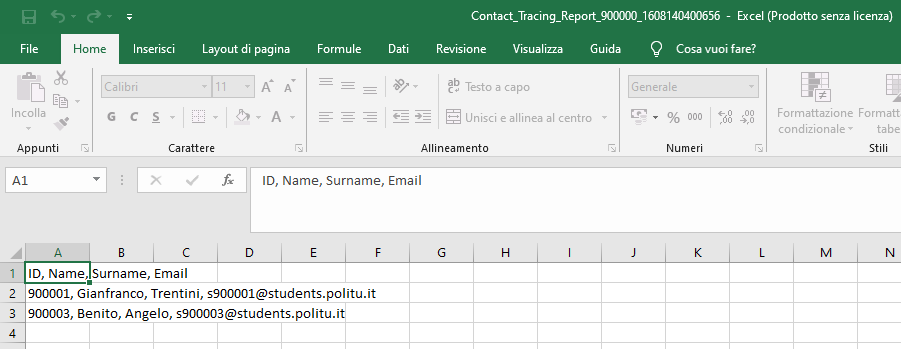 Contact_Tracing_Report_900000_1608140400656 - Excel (Prodotto senza licenza)
File Home Inserisci Layout di pagina Formule Dati Revisione Visualizza Guida Cosa vuoi fare?
Incolla
Calibri 11 A A
G C S A
ab Testo a capo
Unisci e allinea al centro
Generale
% 000
Formattazione condizionale
Formatta
tabe
Appunti Carattere Allineamento Numeri Stili
A1 fx ID, Name, Surname, Email
A B C D E F G H I J K L M N
1 ID, Name, Surname, Email
2 900001, Gianfranco, Trentini, s900001@students.politu.it
3 900003, Benito, Angelo, s900003@students.politu.it
4